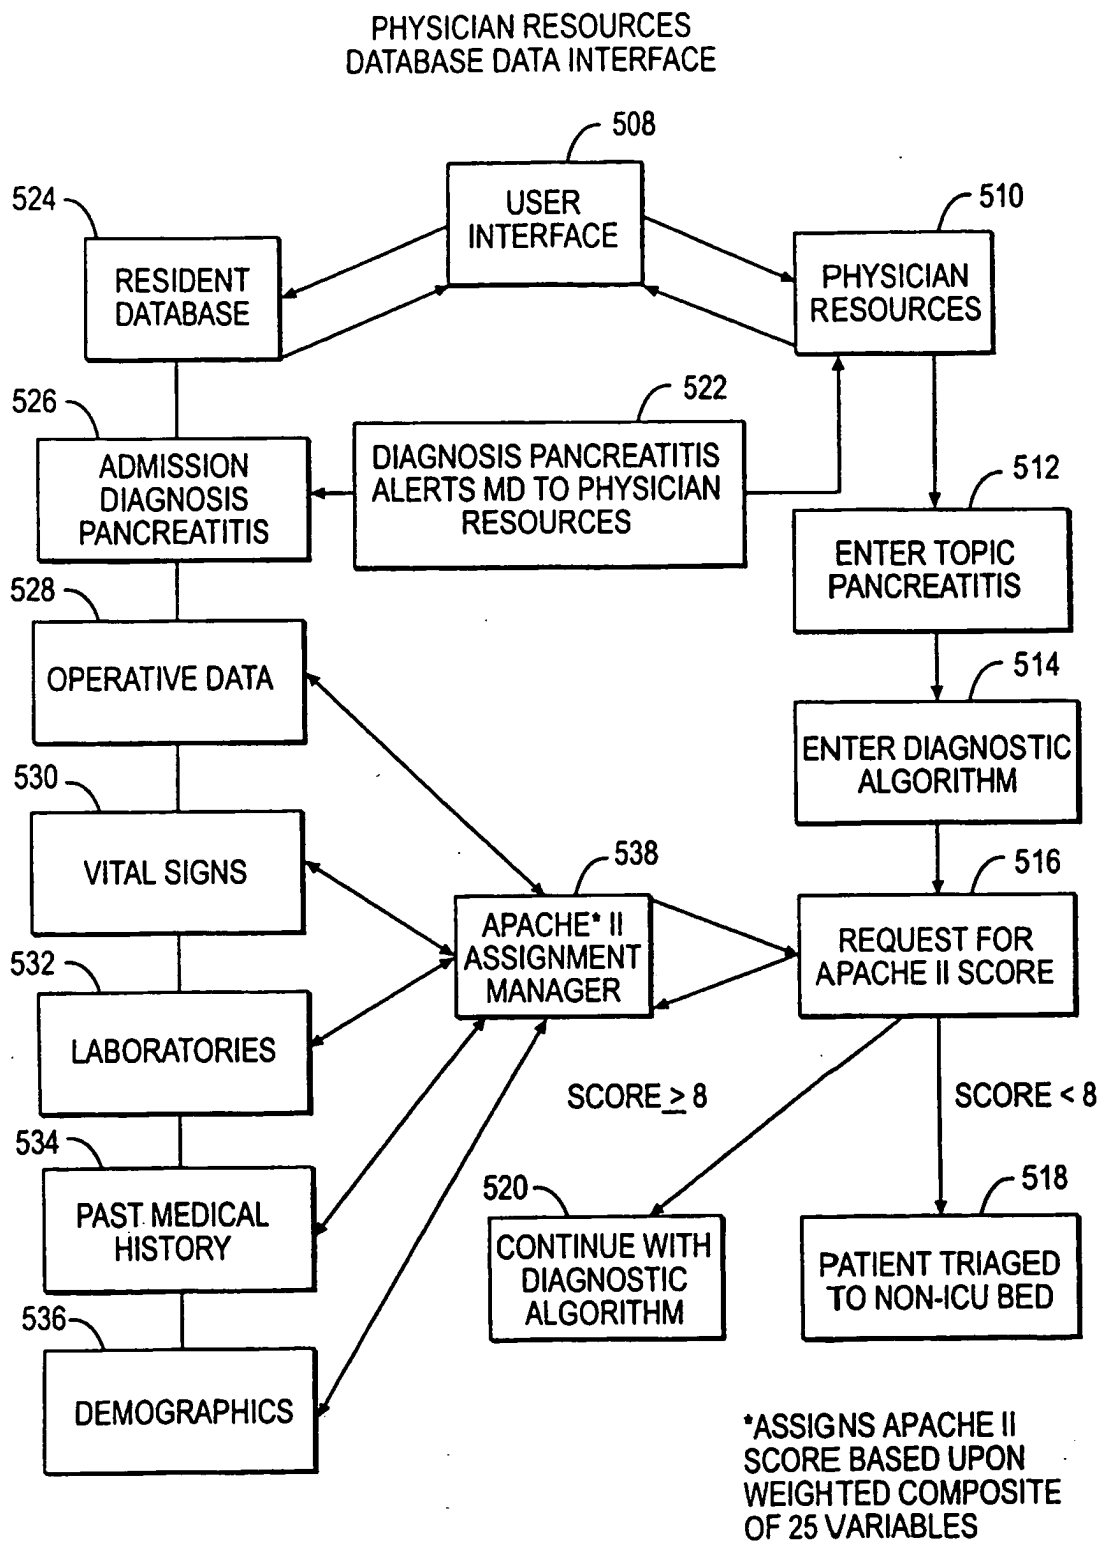 PHYSICIAN RESOURCES
DATABASE DATA INTERFACE
508
USER
INTERFACE
524
RESIDENT
DATABASE
510
PHYSICIAN
RESOURCES
526
ADMISSION
DIAGNOSIS
PANCREATITIS
522
DIAGNOSIS PANCREATITIS
ALERTS MD TO PHYSICIAN
RESOURCES
512
ENTER TOPIC
PANCREATITIS
528
OPERATIVE DATA
514
ENTER DIAGNOSTIC
ALGORITHM
530
VITAL SIGNS
538
APACHE* II
ASSIGNMENT
MANAGER
516
REQUEST FOR
APACHE II SCORE
532
LABORATORIES
SCORE ≥ 8
SCORE < 8
534
PAST MEDICAL
HISTORY
520
CONTINUE WITH
DIAGNOSTIC
ALGORITHM
518
PATIENT TRIAGED
TO NON-ICU BED
536
DEMOGRAPHICS
*ASSIGNS APACHE II
SCORE BASED UPON
WEIGHTED COMPOSITE
OF 25 VARIABLES